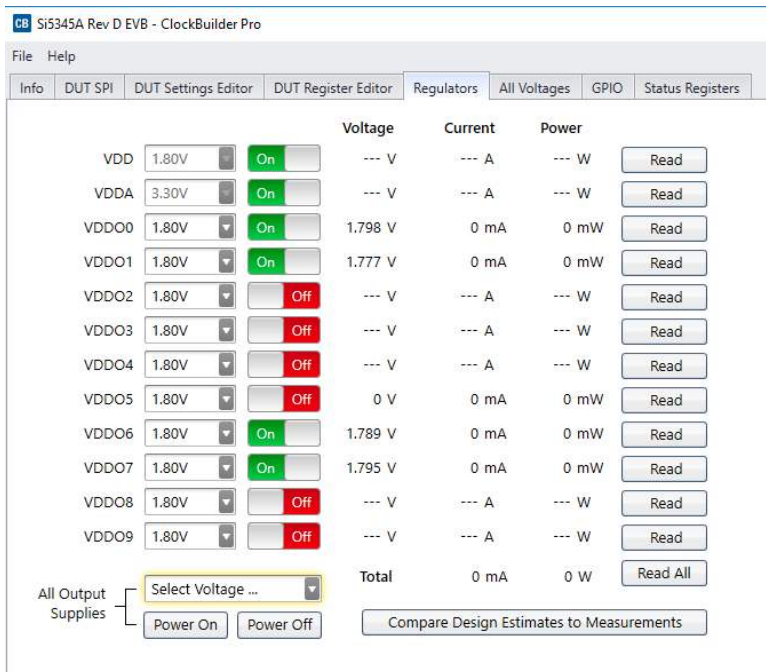 CB Si5345A Rev D EVB - ClockBuilder Pro
File Help
Info DUT SPI DUT Settings Editor DUT Register Editor Regulators All Voltages GPIO Status Registers
Voltage Current Power
VDD 1.80V On --- V --- A --- W Read
VDDA 3.30V On --- V --- A --- W Read
VDDO0 1.80V On 1.798 V 0 mA 0 mW Read
VDDO1 1.80V On 1.777 V 0 mA 0 mW Read
VDDO2 1.80V Off --- V --- A --- W Read
VDDO3 1.80V Off --- V --- A --- W Read
VDDO4 1.80V Off --- V --- A --- W Read
VDDO5 1.80V Off 0 V 0 mA 0 mW Read
VDDO6 1.80V On 1.789 V 0 mA 0 mW Read
VDDO7 1.80V On 1.795 V 0 mA 0 mW Read
VDDO8 1.80V Off --- V --- A --- W Read
VDDO9 1.80V Off --- V --- A --- W Read
All Output
Supplies
Select Voltage ...
Power On Power Off
Total 0 mA 0 W Read All
Compare Design Estimates to Measurements